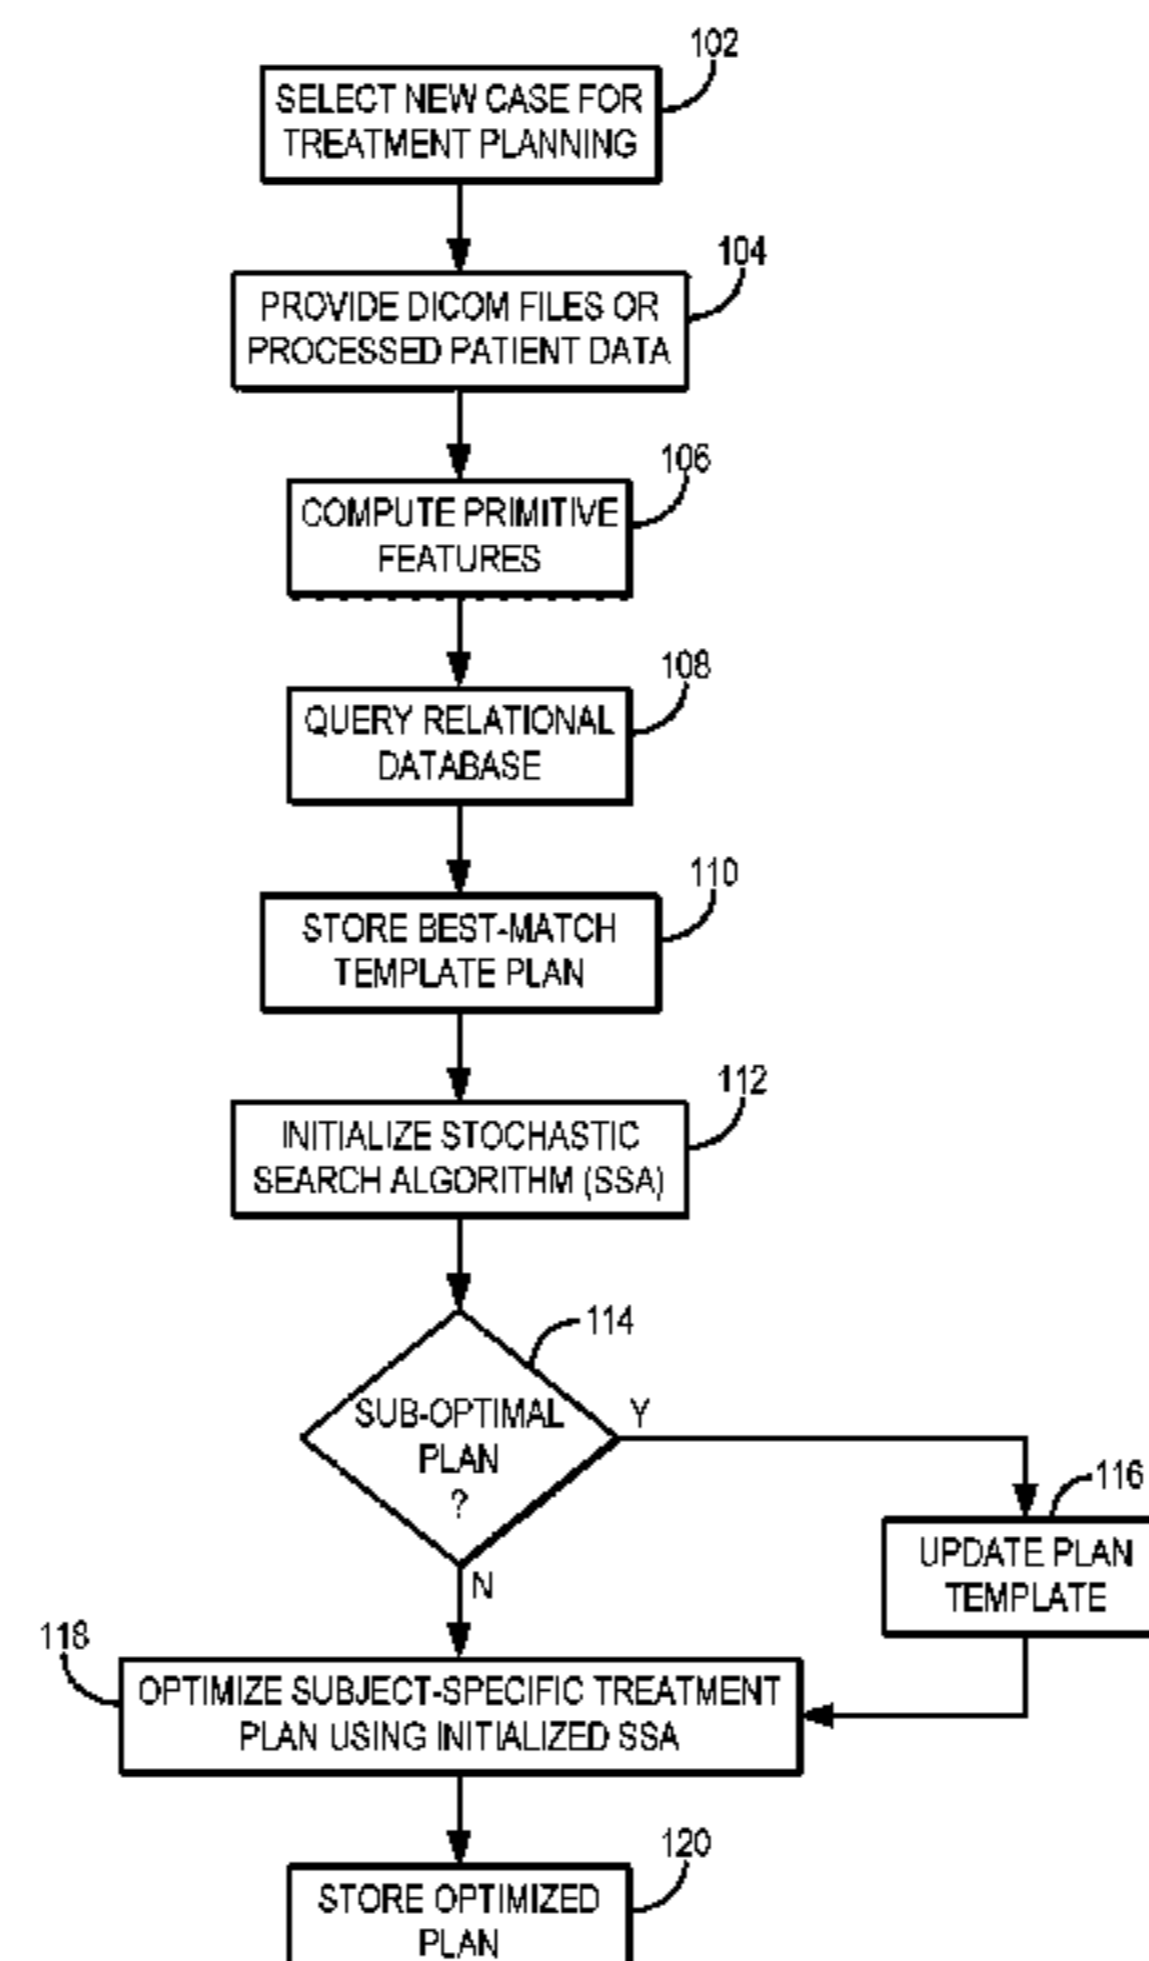 102
SELECT NEW CASE FOR
TREATMENT PLANNING
104
PROVIDE DICOM FILES OR
PROCESSED PATIENT DATA
106
COMPUTE PRIMITIVE
FEATURES
108
QUERY RELATIONAL
DATABASE
110
STORE BEST-MATCH
TEMPLATE PLAN
112
INITIALIZE STOCHASTIC
SEARCH ALGORITHM (SSA)
114
SUB-OPTIMAL
PLAN
?
Y
N
116
UPDATE PLAN
TEMPLATE
118
OPTIMIZE SUBJECT-SPECIFIC TREATMENT
PLAN USING INITIALIZED SSA
120
STORE OPTIMIZED
PLAN